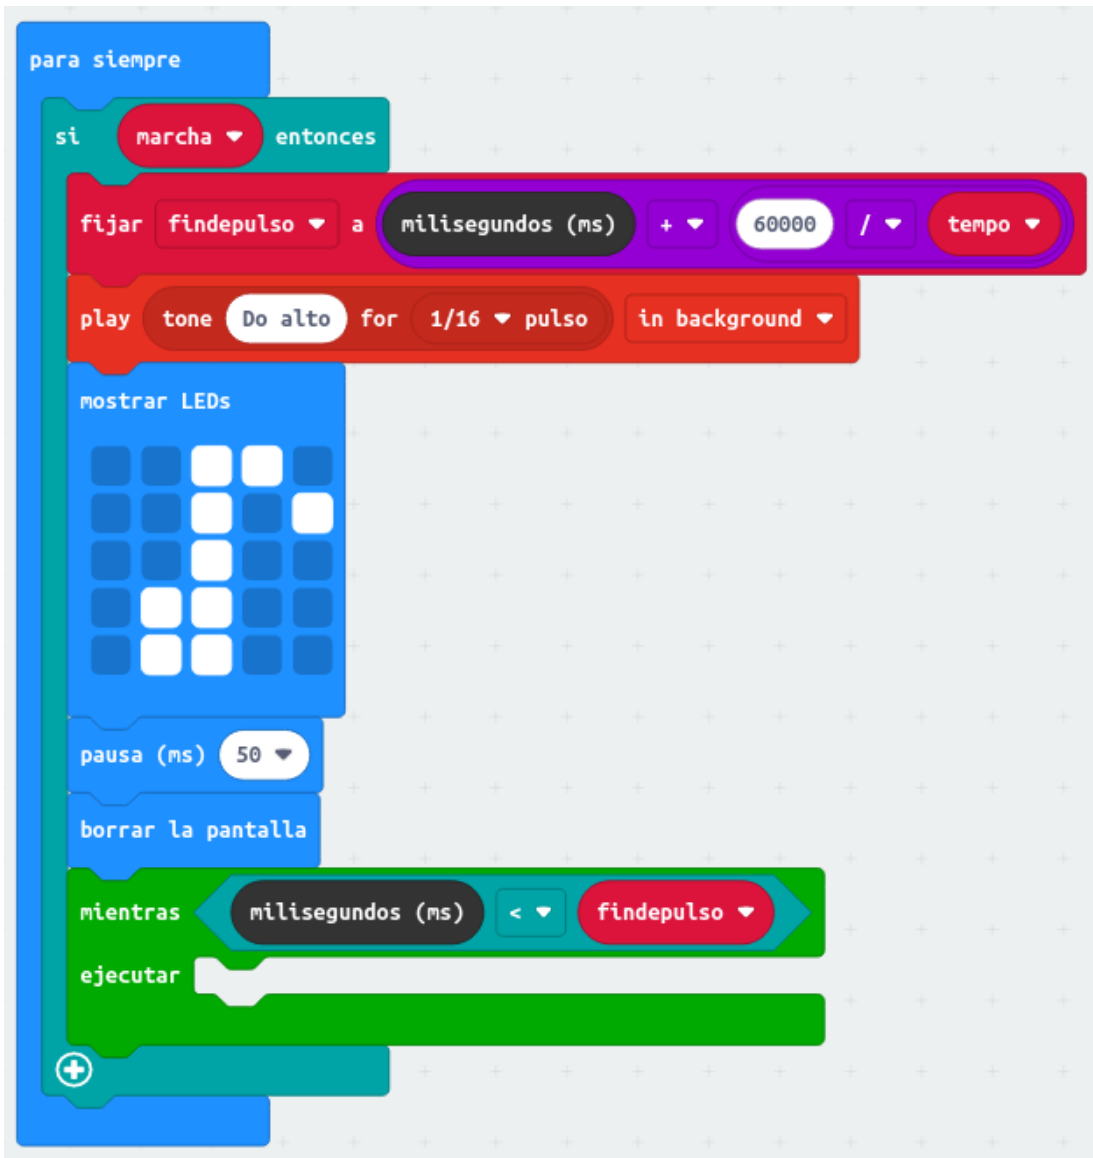 para siempre
si marcha entonces
fijar findepulso a milisegundos (ms) + 60000 / tempo
play tone Do alto for 1/16 pulso in background
mostrar LEDs
pausa (ms) 50
borrar la pantalla
mientras milisegundos (ms) < findepulso
ejecutar